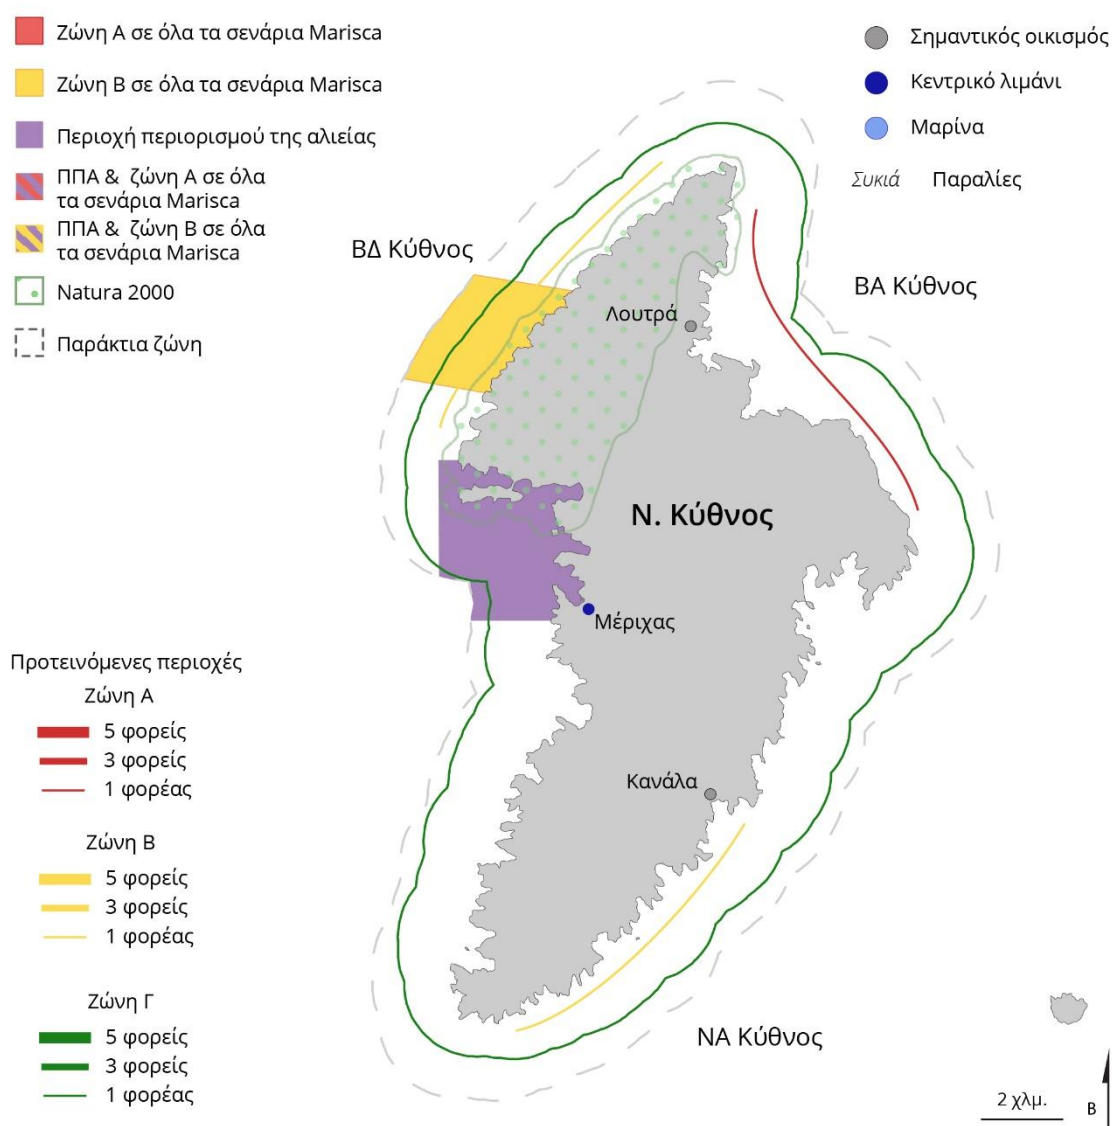 Ζώνη Α σε όλα τα σενάρια Marisca
Ζώνη Β σε όλα τα σενάρια Marisca
Περιοχή περιορισμού της αλιείας
ΠΠΑ & ζώνη Α σε όλα
τα σενάρια Marisca
ΠΠΑ & ζώνη Β σε όλα
τα σενάρια Marisca
Natura 2000
Παράκτια ζώνη
Σημαντικός οικισμός
Κεντρικό λιμάνι
Μαρίνα
Συκιά Παραλίες
ΒΔ Κύθνος
ΒΑ Κύθνος
Λουτρά
Ν. Κύθνος
Μέριχας
Κανάλα
ΝΑ Κύθνος
Προτεινόμενες περιοχές
Ζώνη Α
5 φορείς
3 φορείς
1 φορέας
Ζώνη Β
5 φορείς
3 φορείς
1 φορέας
Ζώνη Γ
5 φορείς
3 φορείς
1 φορέας
2 χλμ.
Β